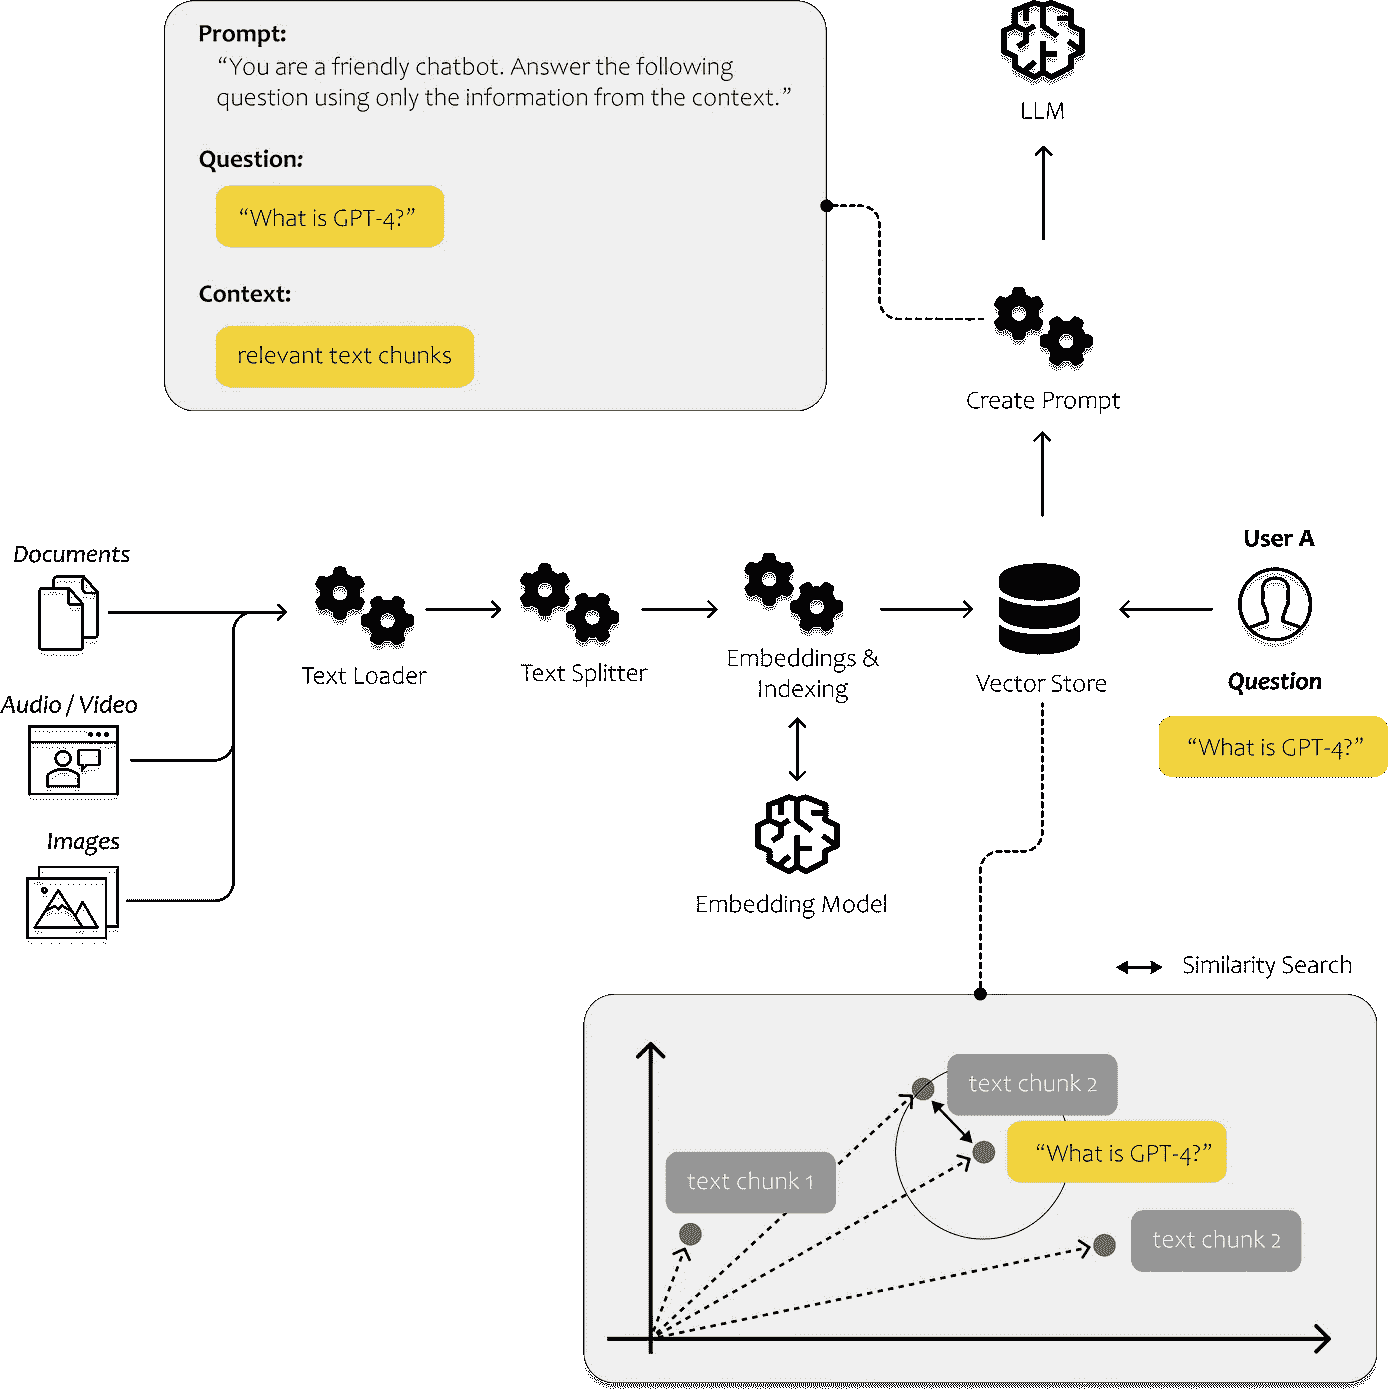 Prompt:
“You are a friendly chatbot. Answer the following
question using only the information from the context.”
Question:
“What is GPT-4?”
Context:
relevant text chunks
LLM
Create Prompt
Documents
Audio / Video
Images
Text Loader
Text Splitter
Embeddings &
Indexing
Embedding Model
Vector Store
User A
Question
“What is GPT-4?”
Similarity Search
text chunk 2
“What is GPT-4?”
text chunk 1
text chunk 2